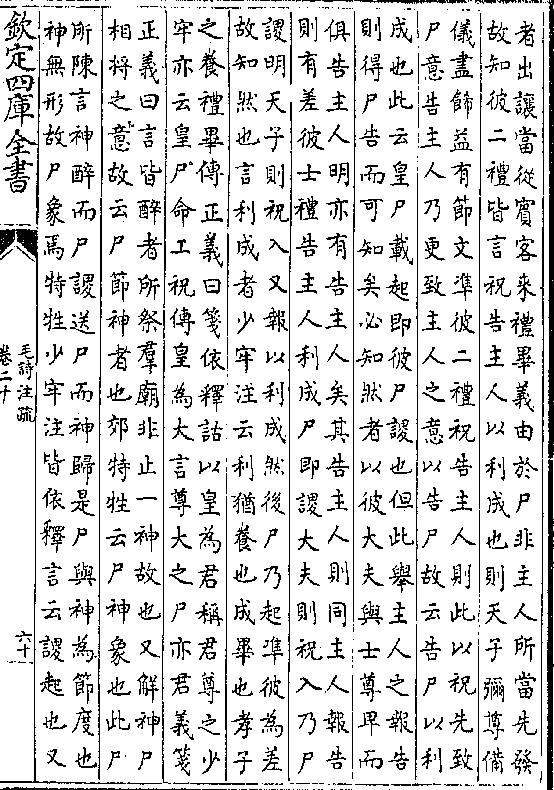 者出讓當從賓客來禮畢義由於尸非主人所當先發
故知彼二禮皆言祝告主人以利成也則天子彌尊備
儀盡飾益有節文準彼二禮祝告主人則此以祝先致
尸意告主人乃更致主人之意以告尸故云告尸以利
成也此云皇尸載起即彼尸謖也但此舉主人之報告
則得尸告而可知矣必知然者以彼大夫與士尊卑而
俱告主人明亦有告主人矣其告主人則同主人報告
則有差彼士禮告主人利成尸即謖大夫則祝入乃尸
謖明天子則祝入又報以利成然後尸乃起準彼為差
故知然也言利成者少牢注云利猶養也成畢也孝子
之養禮畢傳正義曰箋依釋詁以皇為君稱君尊之少
牢亦云皇尸命工祝傳皇為大言尊大之尸亦君義箋
正義曰言皆醉者所祭羣廟非止一神故也又解神尸
相將之意故云尸節神者也郊特牲云尸神象也此尸
所陳言神醉而尸謖送尸而神歸是尸與神為節度也
神無形故尸象焉特牲少牢注皆依釋言云謖起也又
欽定四庫全書
毛詩注疏
卷二十
六十